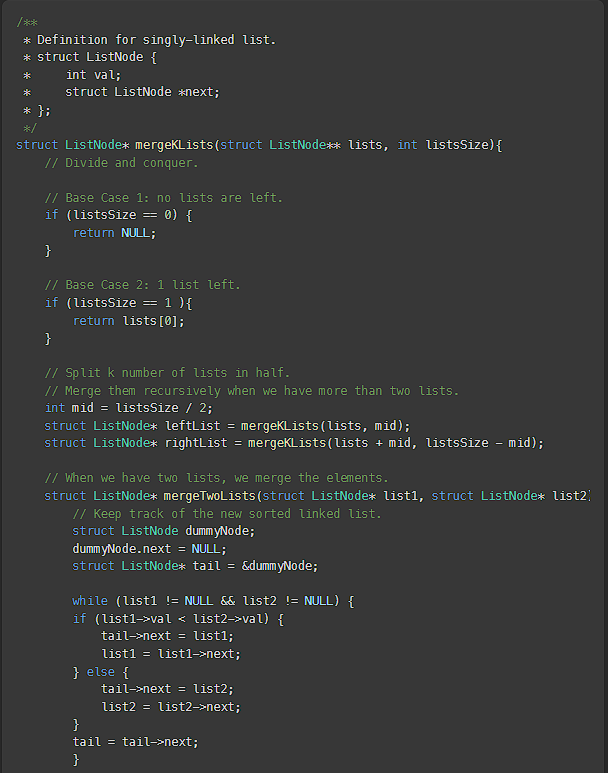 /**
 * Definition for singly-linked list.
 * struct ListNode {
 *     int val;
 *     struct ListNode *next;
 * };
 */
struct ListNode* mergeKLists(struct ListNode** lists, int listsSize){
    // Divide and conquer.

    // Base Case 1: no lists are left.
    if (listsSize == 0) {
        return NULL;
    }

    // Base Case 2: 1 list left.
    if (listsSize == 1 ){
        return lists[0];
    }

    // Split k number of lists in half.
    // Merge them recursively when we have more than two lists.
    int mid = listsSize / 2;
    struct ListNode* leftList = mergeKLists(lists, mid);
    struct ListNode* rightList = mergeKLists(lists + mid, listsSize - mid);

    // When we have two lists, we merge the elements.
    struct ListNode* mergeTwoLists(struct ListNode* list1, struct ListNode* list2)
        // Keep track of the new sorted linked list.
        struct ListNode dummyNode;
        dummyNode.next = NULL;
        struct ListNode* tail = &dummyNode;

        while (list1 != NULL && list2 != NULL) {
        if (list1->val < list2->val) {
            tail->next = list1;
            list1 = list1->next;
        } else {
            tail->next = list2;
            list2 = list2->next;
        }
        tail = tail->next;
        }